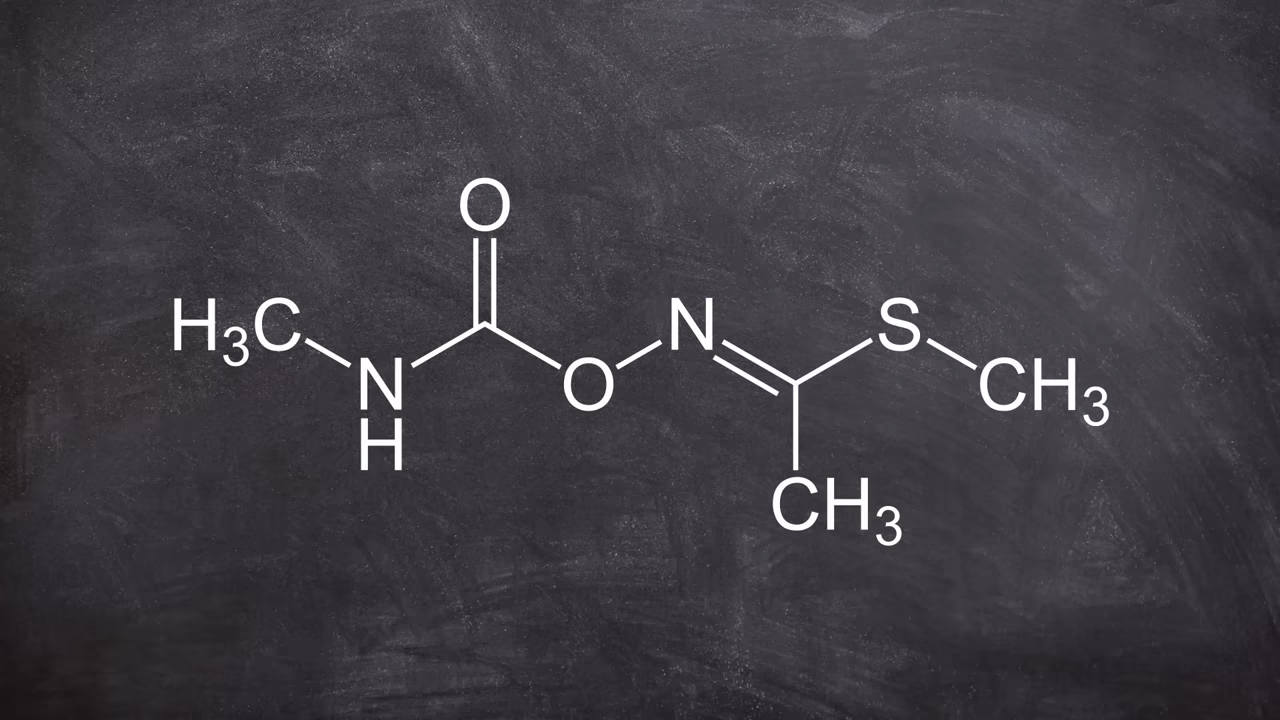 O
H₃C N S
N O CH₃
H
CH₃